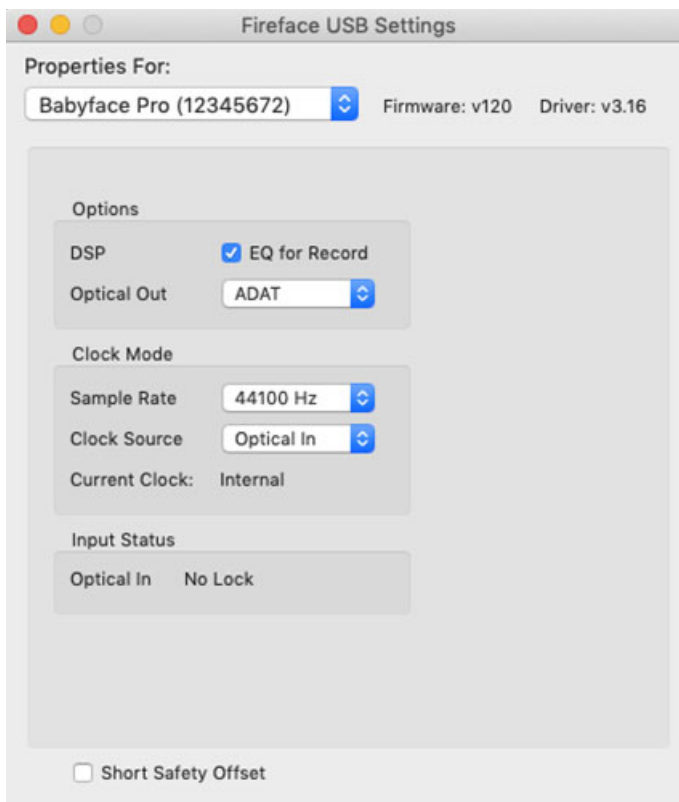 Fireface USB Settings
Properties For:
Babyface Pro (12345672) Firmware: v120 Driver: v3.16
Options
DSP EQ for Record
Optical Out ADAT
Clock Mode
Sample Rate 44100 Hz
Clock Source Optical In
Current Clock: Internal
Input Status
Optical In No Lock
Short Safety Offset